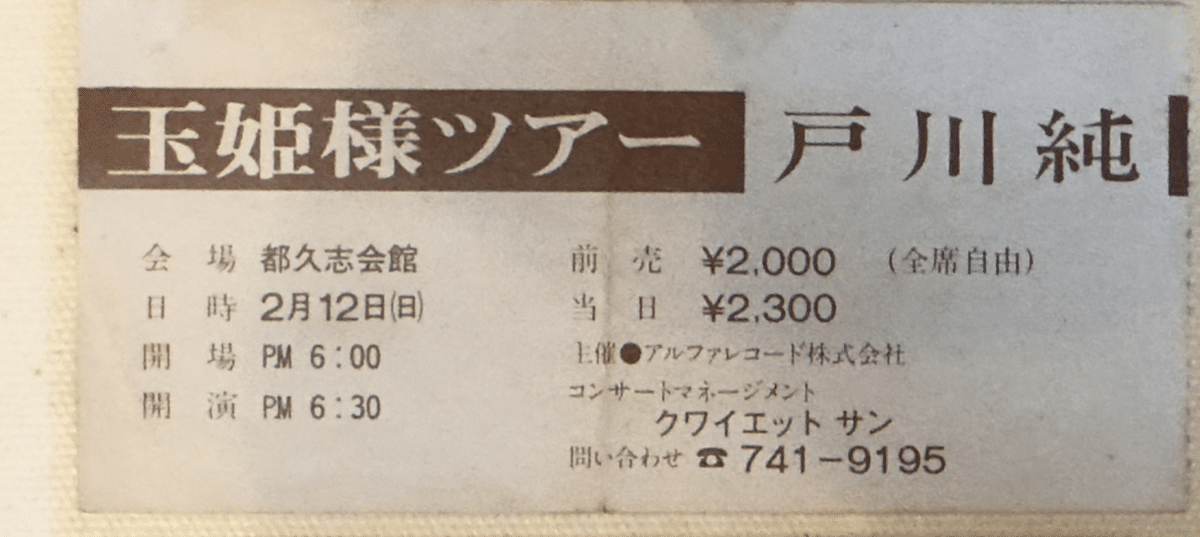 玉姫様ツアー 戸川純
会場 都久志会館
日時 2月12日(日)
開場 PM 6:00
開演 PM 6:30
前売 ¥2,000 (全席自由)
当日 ¥2,300
主催●アルファレコード株式会社
コンサートマネージメント
クワイエット サン
問い合わせ ☎ 741-9195